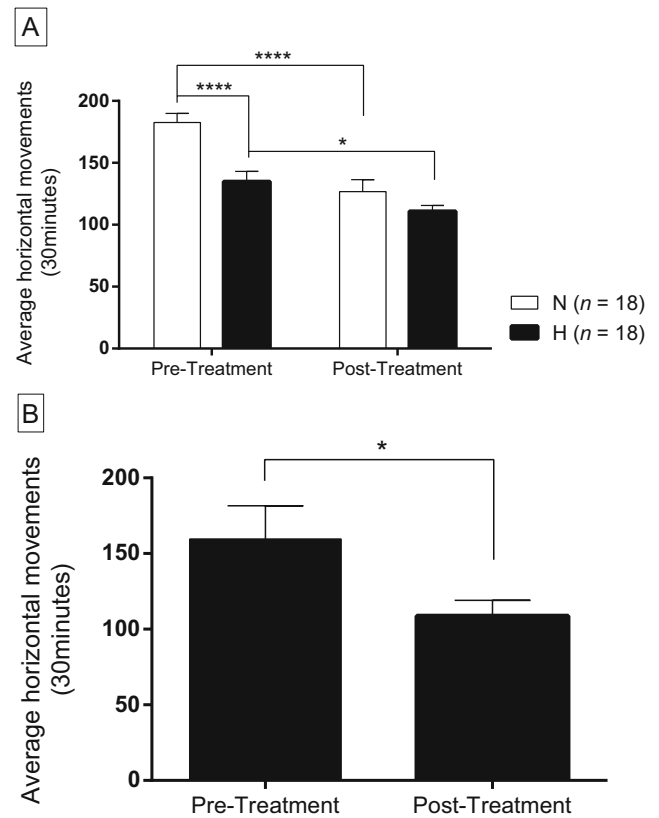 A
Average horizontal movements
(30minutes)
200
150
100
50
0
****
****
*
Pre-Treatment
Post-Treatment
N (n = 18)
H (n = 18)
B
Average horizontal movements
(30minutes)
200
150
100
50
0
*
Pre-Treatment
Post-Treatment